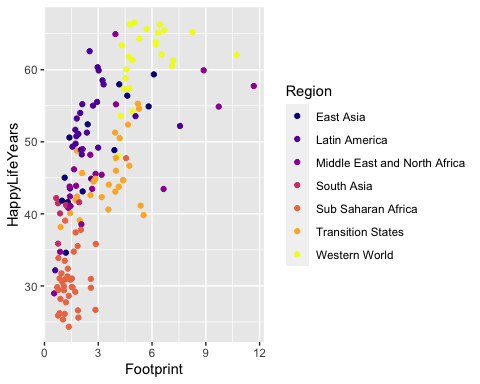 60
50
40
30
HappyLifeYears
0 3 6 9 12
Footprint
Region
East Asia
Latin America
Middle East and North Africa
South Asia
Sub Saharan Africa
Transition States
Western World